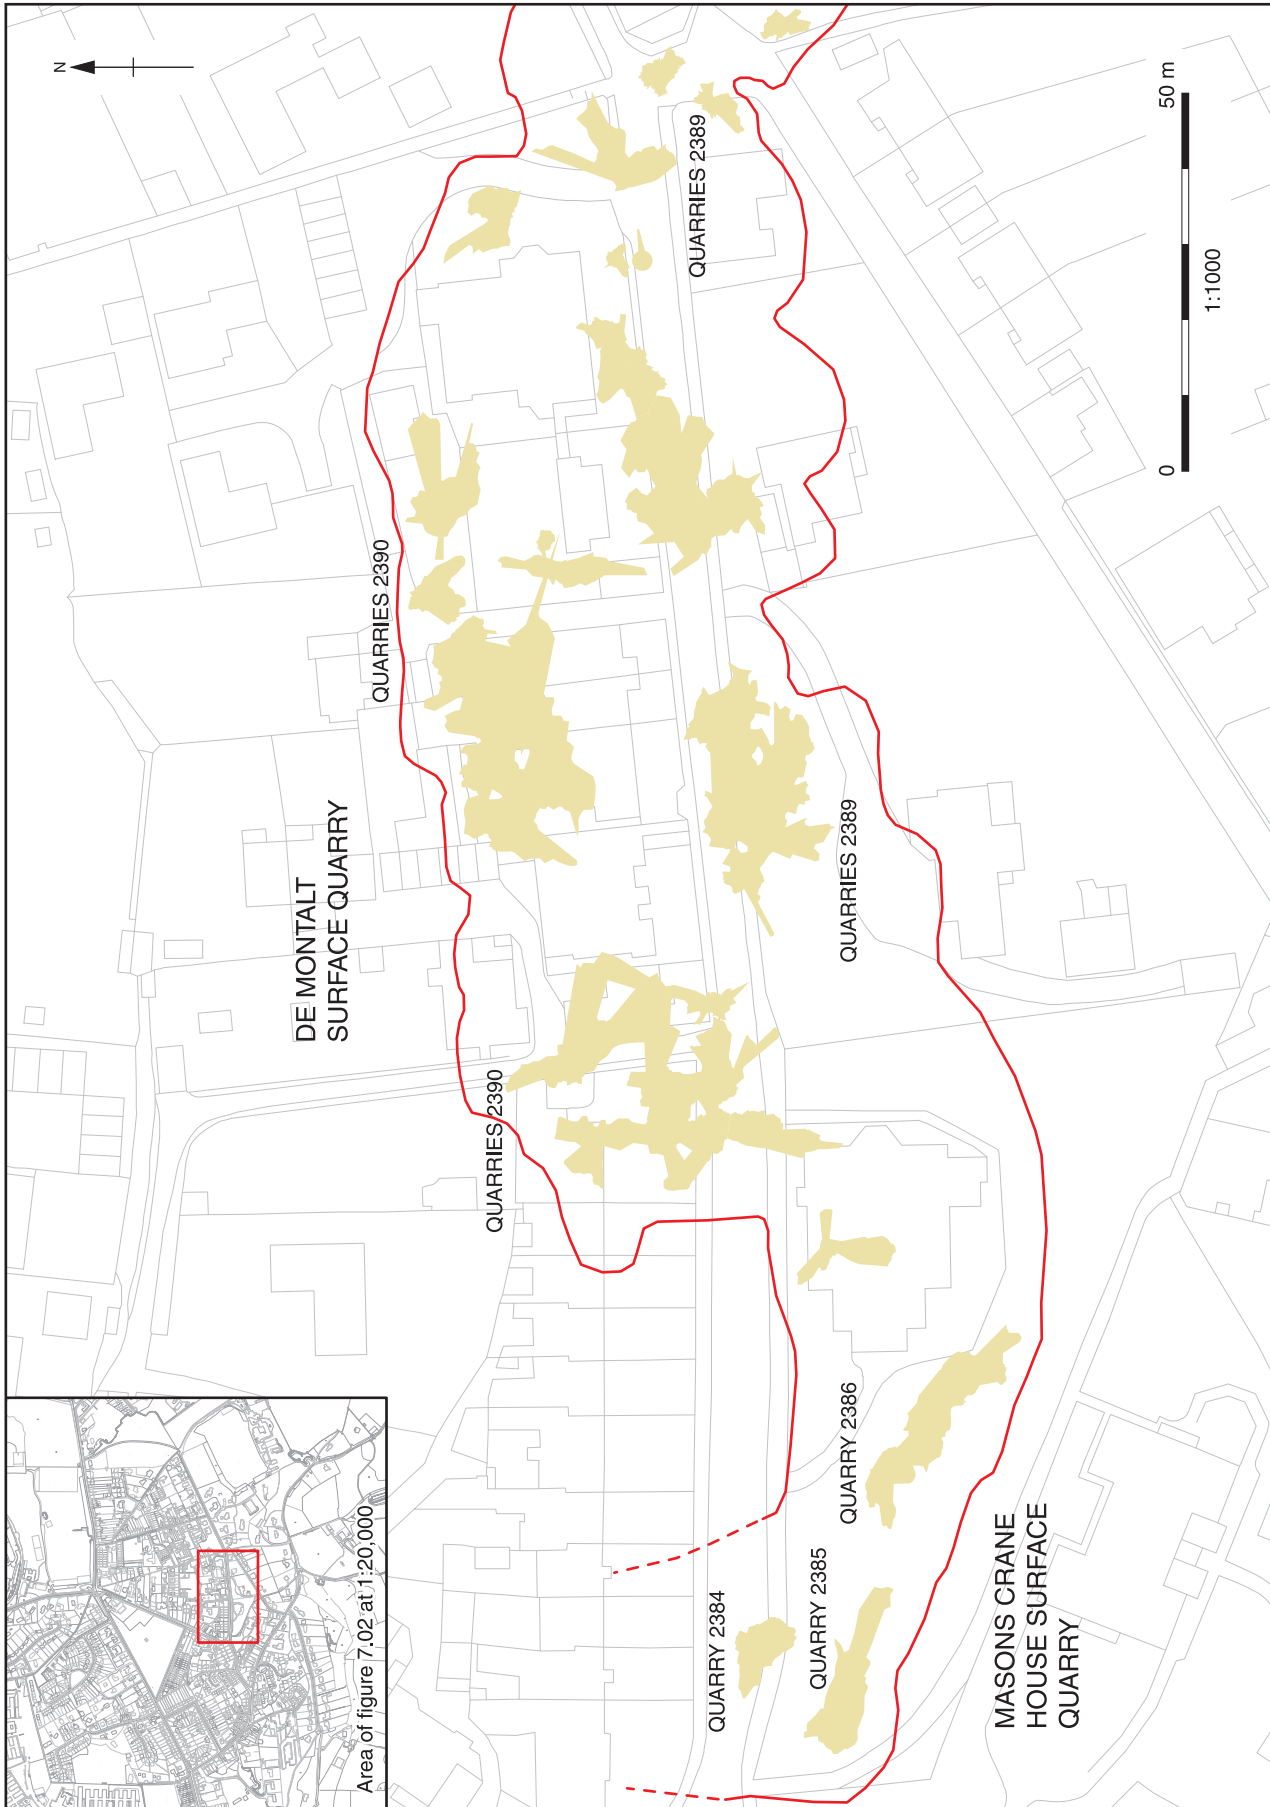 N
QUARRIES 2390
DE MONTALT
SURFACE QUARRY
QUARRIES 2390
QUARRIES 2389
QUARRIES 2389
QUARRY 2386
QUARRY 2385
QUARRY 2384
MASONS CRANE
HOUSE SURFACE
QUARRY
0
50 m
1:1000
Area of figure 7.02 at 1:20,000